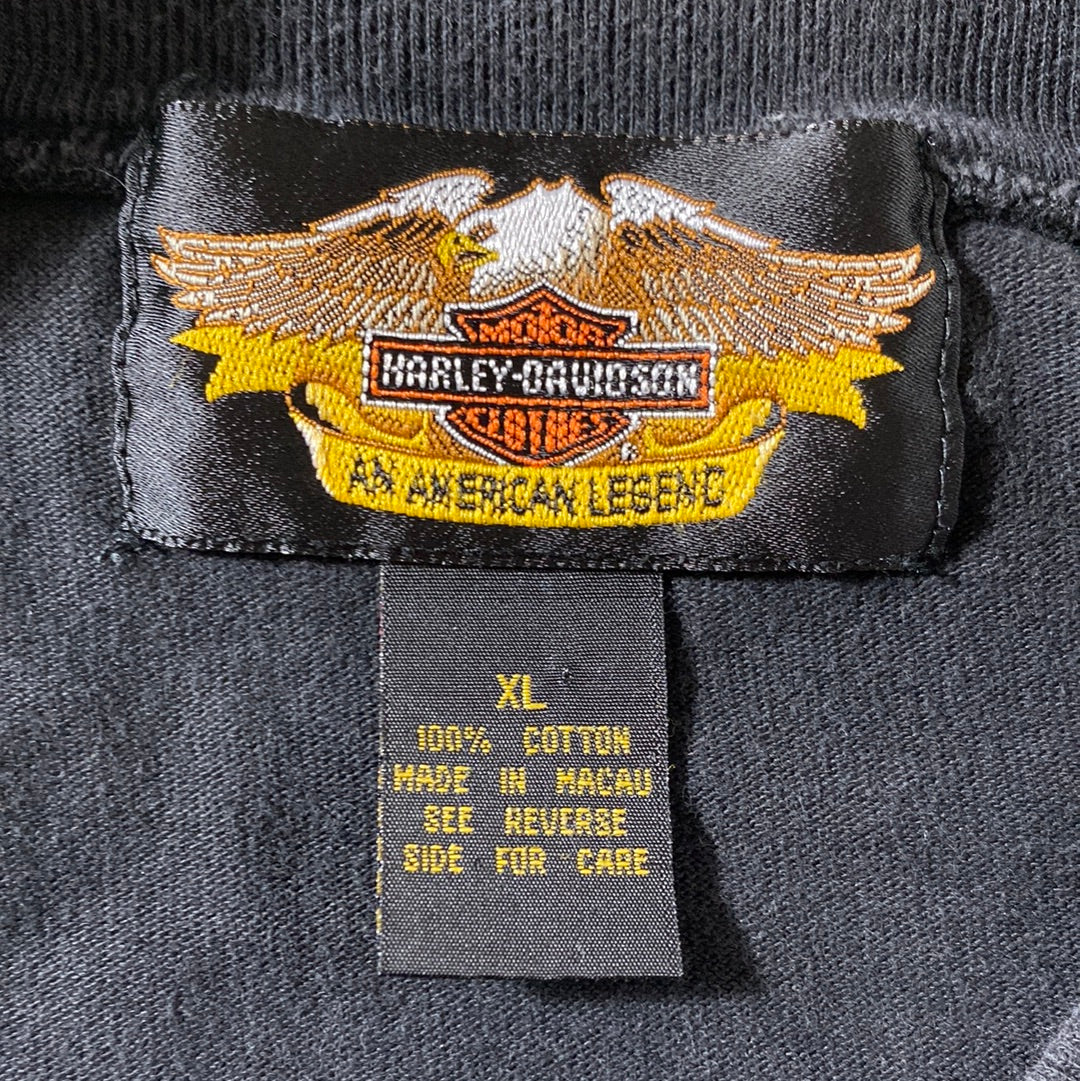 MOTOR
HARLEY-DAVIDSON
CLOTHES
®
AN AMERICAN LEGEND
XL
100% COTTON
MADE IN MACAU
SEE REVERSE
SIDE FOR CARE